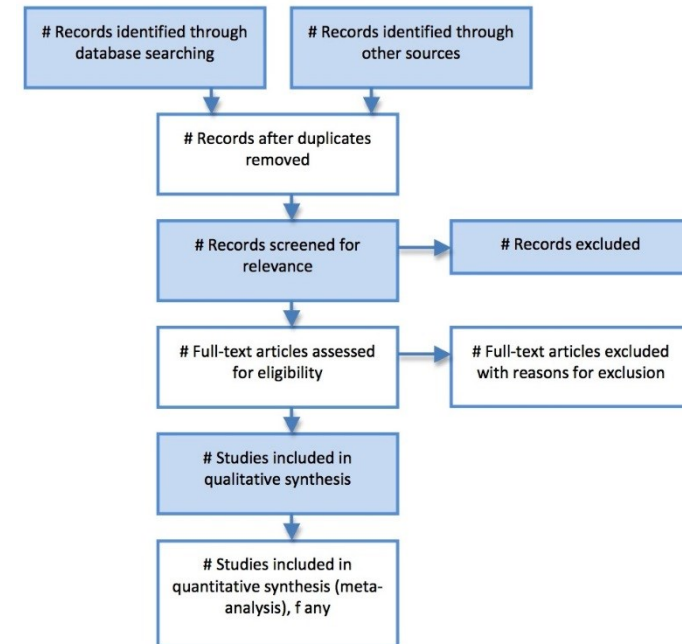 # Records identified through
database searching
# Records identified through
other sources
# Records after duplicates
removed
# Records screened for
relevance
# Records excluded
# Full-text articles assessed
for eligibility
# Full-text articles excluded
with reasons for exclusion
# Studies included in
qualitative synthesis
# Studies included in
quantitative synthesis (meta-
analysis), f any